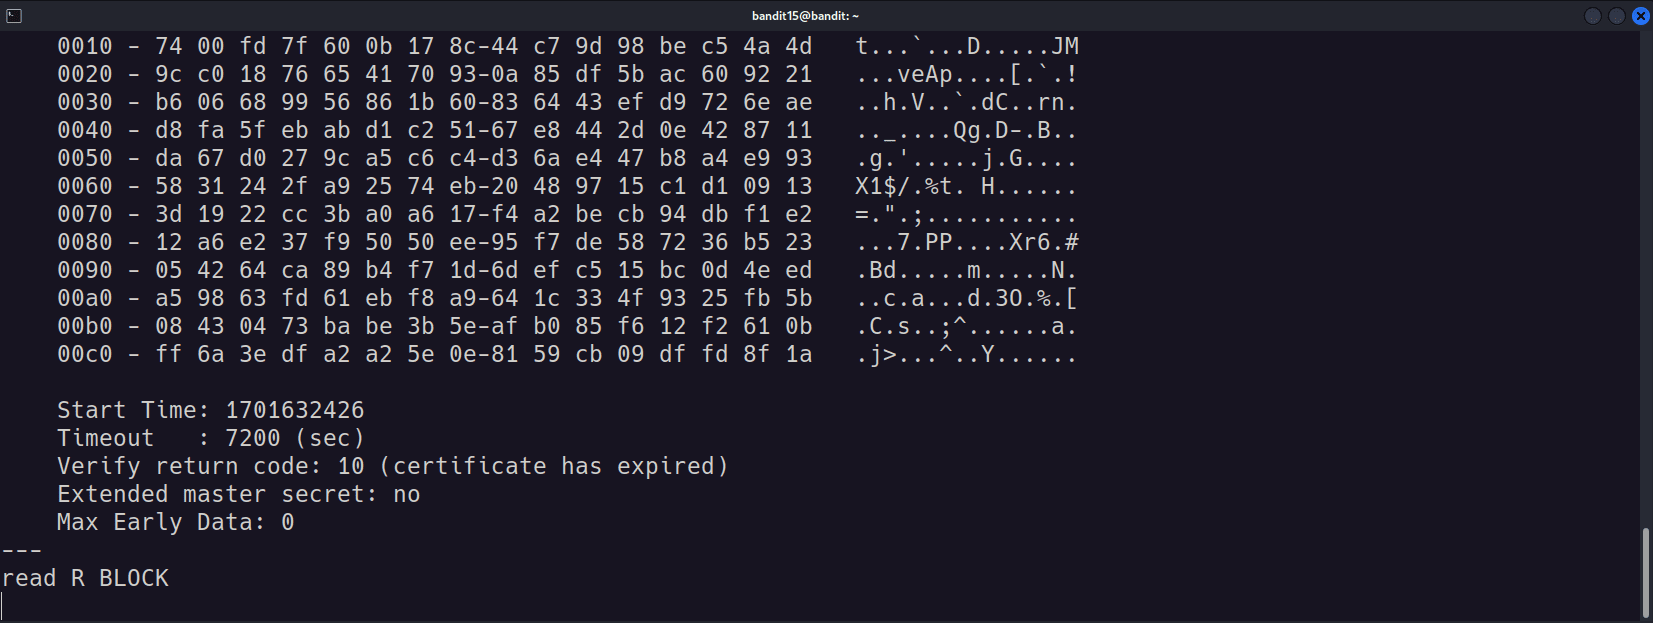 bandit15@bandit: ~
0010 - 74 00 fd 7f 60 0b 17 8c-44 c7 9d 98 be c5 4a 4d   t...`...D.....JM
0020 - 9c c0 18 76 65 41 70 93-0a 85 df 5b ac 60 92 21   ...veAp....[.`.!
0030 - b6 06 68 99 56 86 1b 60-83 64 43 ef d9 72 6e ae   ..h.V..`.dC..rn.
0040 - d8 fa 5f eb ab d1 c2 51-67 e8 44 2d 0e 42 87 11   .._....Qg.D-.B..
0050 - da 67 d0 27 9c a5 c6 c4-d3 6a e4 47 b8 a4 e9 93   .g.'.....j.G....
0060 - 58 31 24 2f a9 25 74 eb-20 48 97 15 c1 d1 09 13   X1$/.%t. H......
0070 - 3d 19 22 cc 3b a0 a6 17-f4 a2 be cb 94 db f1 e2   =.".;...........
0080 - 12 a6 e2 37 f9 50 50 ee-95 f7 de 58 72 36 b5 23   ...7.PP....Xr6.#
0090 - 05 42 64 ca 89 b4 f7 1d-6d ef c5 15 bc 0d 4e ed   .Bd.....m.....N.
00a0 - a5 98 63 fd 61 eb f8 a9-64 1c 33 4f 93 25 fb 5b   ..c.a...d.3O.%.[
00b0 - 08 43 04 73 ba be 3b 5e-af b0 85 f6 12 f2 61 0b   .C.s..;^......a.
00c0 - ff 6a 3e df a2 a2 5e 0e-81 59 cb 09 df fd 8f 1a   .j>...^..Y......
Start Time: 1701632426
Timeout   : 7200 (sec)
Verify return code: 10 (certificate has expired)
Extended master secret: no
Max Early Data: 0
---
read R BLOCK